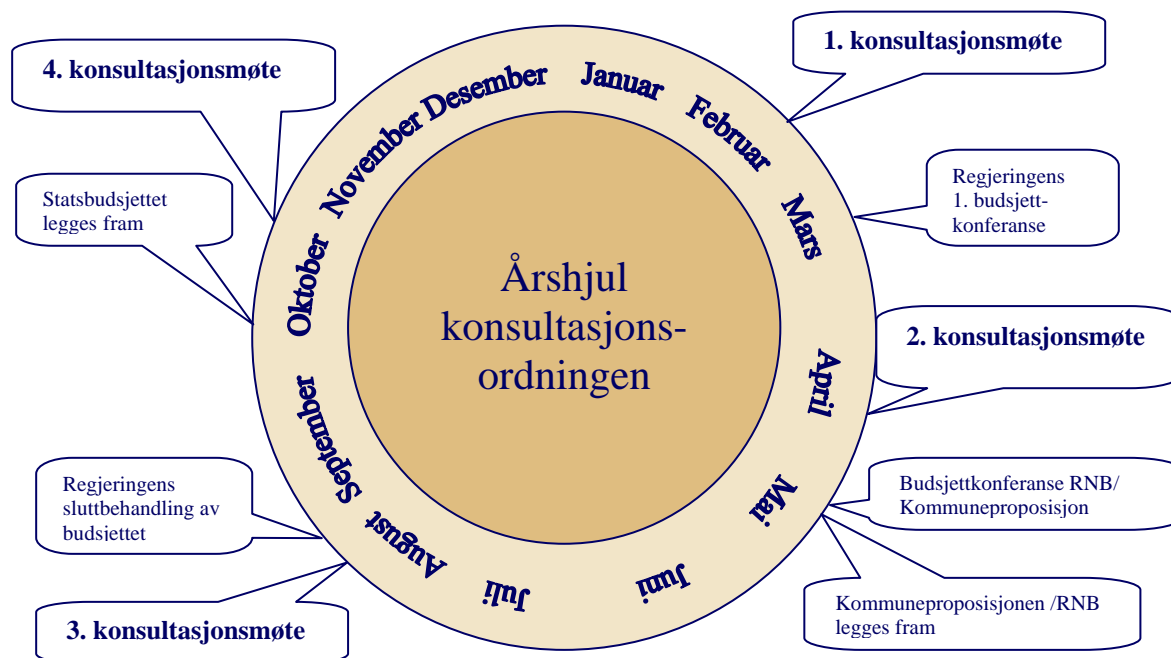 Årshjul
konsultasjons-
ordningen
Januar
Februar
Mars
April
Mai
Juni
Juli
August
September
Oktober
November
Desember
1. konsultasjonsmøte
Regjeringens
1. budsjett-
konferanse
2. konsultasjonsmøte
Budsjettkonferanse RNB/
Kommuneproposisjon
Kommuneproposisjonen /RNB
legges fram
3. konsultasjonsmøte
Regjeringens
sluttbehandling av
budsjettet
Statsbudsjettet
legges fram
4. konsultasjonsmøte